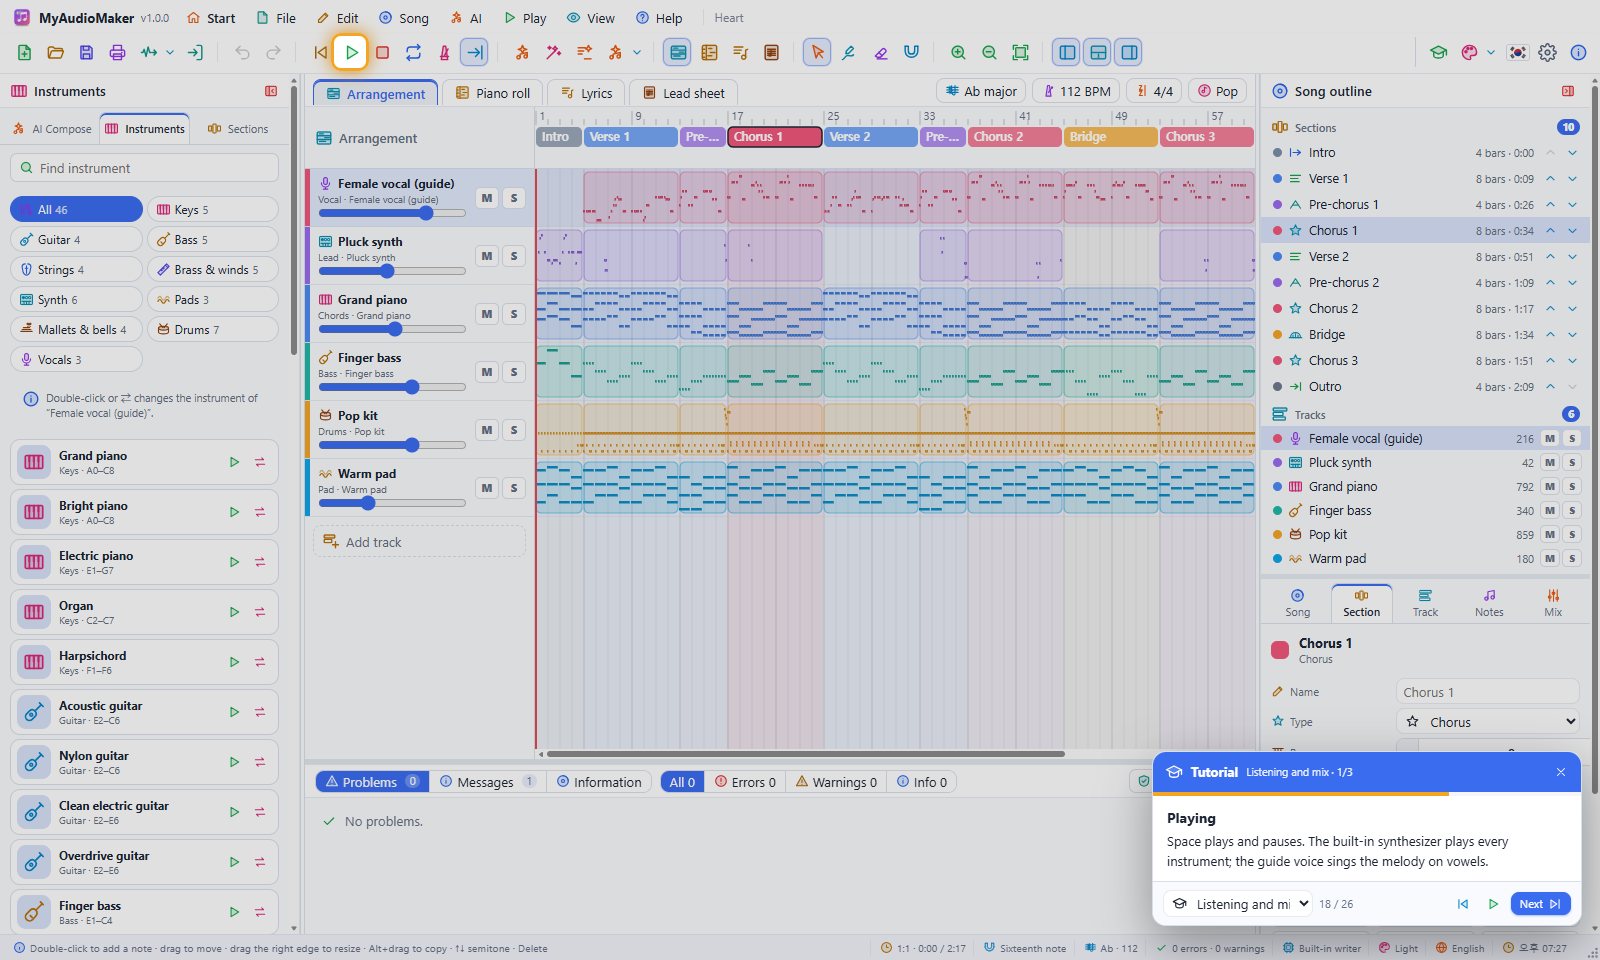 MyAudioMaker v1.0.0 Start File Edit Song AI Play View Help Heart
Instruments
AI Compose Instruments Sections
Find instrument
All 46 Keys 5
Guitar 4 Bass 5
Strings 4 Brass & winds 5
Synth 6 Pads 3
Mallets & bells 4 Drums 7
Vocals 3
Double-click or ⇄ changes the instrument of
"Female vocal (guide)".
Grand piano
Keys · A0–C8
Bright piano
Keys · A0–C8
Electric piano
Keys · E1–G7
Organ
Keys · C2–C7
Harpsichord
Keys · F1–F6
Acoustic guitar
Guitar · E2–C6
Nylon guitar
Guitar · E2–C6
Clean electric guitar
Guitar · E2–E6
Overdrive guitar
Guitar · E2–E6
Finger bass
Bass · E1–C4
Arrangement Piano roll Lyrics Lead sheet Ab major 112 BPM 4/4 Pop
Arrangement
1 9 17 25 33 41 49 57
Intro Verse 1 Pre-... Chorus 1 Verse 2 Pre-... Chorus 2 Bridge Chorus 3
Female vocal (guide) M S
Vocal · Female vocal (guide)
Pluck synth M S
Lead · Pluck synth
Grand piano M S
Chords · Grand piano
Finger bass M S
Bass · Finger bass
Pop kit M S
Drums · Pop kit
Warm pad M S
Pad · Warm pad
Add track
Problems 0 Messages 1 Information All 0 Errors 0 Warnings 0 Info 0
No problems.
Song outline
Sections 10
Intro 4 bars · 0:00
Verse 1 8 bars · 0:09
Pre-chorus 1 4 bars · 0:26
Chorus 1 8 bars · 0:34
Verse 2 8 bars · 0:51
Pre-chorus 2 4 bars · 1:09
Chorus 2 8 bars · 1:17
Bridge 8 bars · 1:34
Chorus 3 8 bars · 1:51
Outro 4 bars · 2:09
Tracks 6
Female vocal (guide) 216 M S
Pluck synth 42 M S
Grand piano 792 M S
Finger bass 340 M S
Pop kit 859 M S
Warm pad 180 M S
Song Section Track Notes Mix
Chorus 1
Chorus
Name Chorus 1
Type Chorus
Tutorial Listening and mix · 1/3
Playing
Space plays and pauses. The built-in synthesizer plays every
instrument; the guide voice sings the melody on vowels.
Listening and mi 18 / 26 Next
Double-click to add a note · drag to move · drag the right edge to resize · Alt+drag to copy · ↑↓ semitone · Delete
1:1 · 0:00 / 2:17 Sixteenth note Ab · 112 0 errors · 0 warnings Built-in writer Light English 오후 07:27